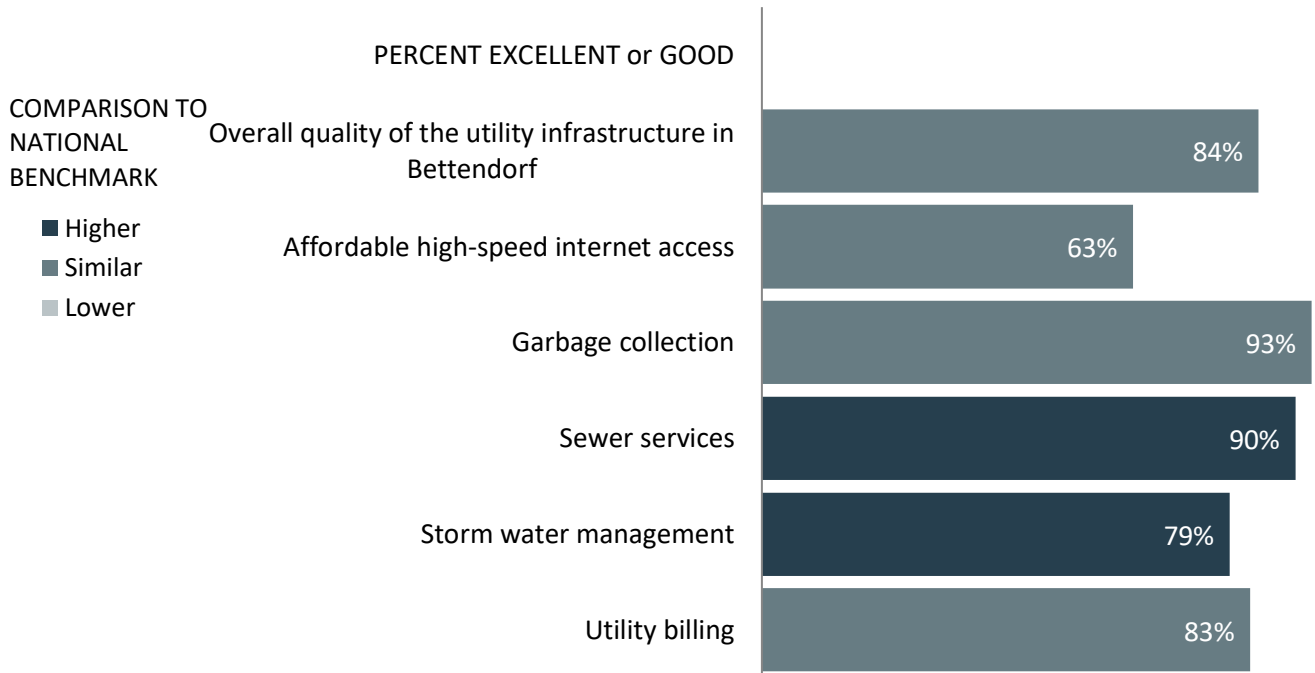 PERCENT EXCELLENT or GOOD
COMPARISON TO
NATIONAL
BENCHMARK
Higher
Similar
Lower
Overall quality of the utility infrastructure in
Bettendorf
84%
Affordable high-speed internet access
63%
Garbage collection
93%
Sewer services
90%
Storm water management
79%
Utility billing
83%